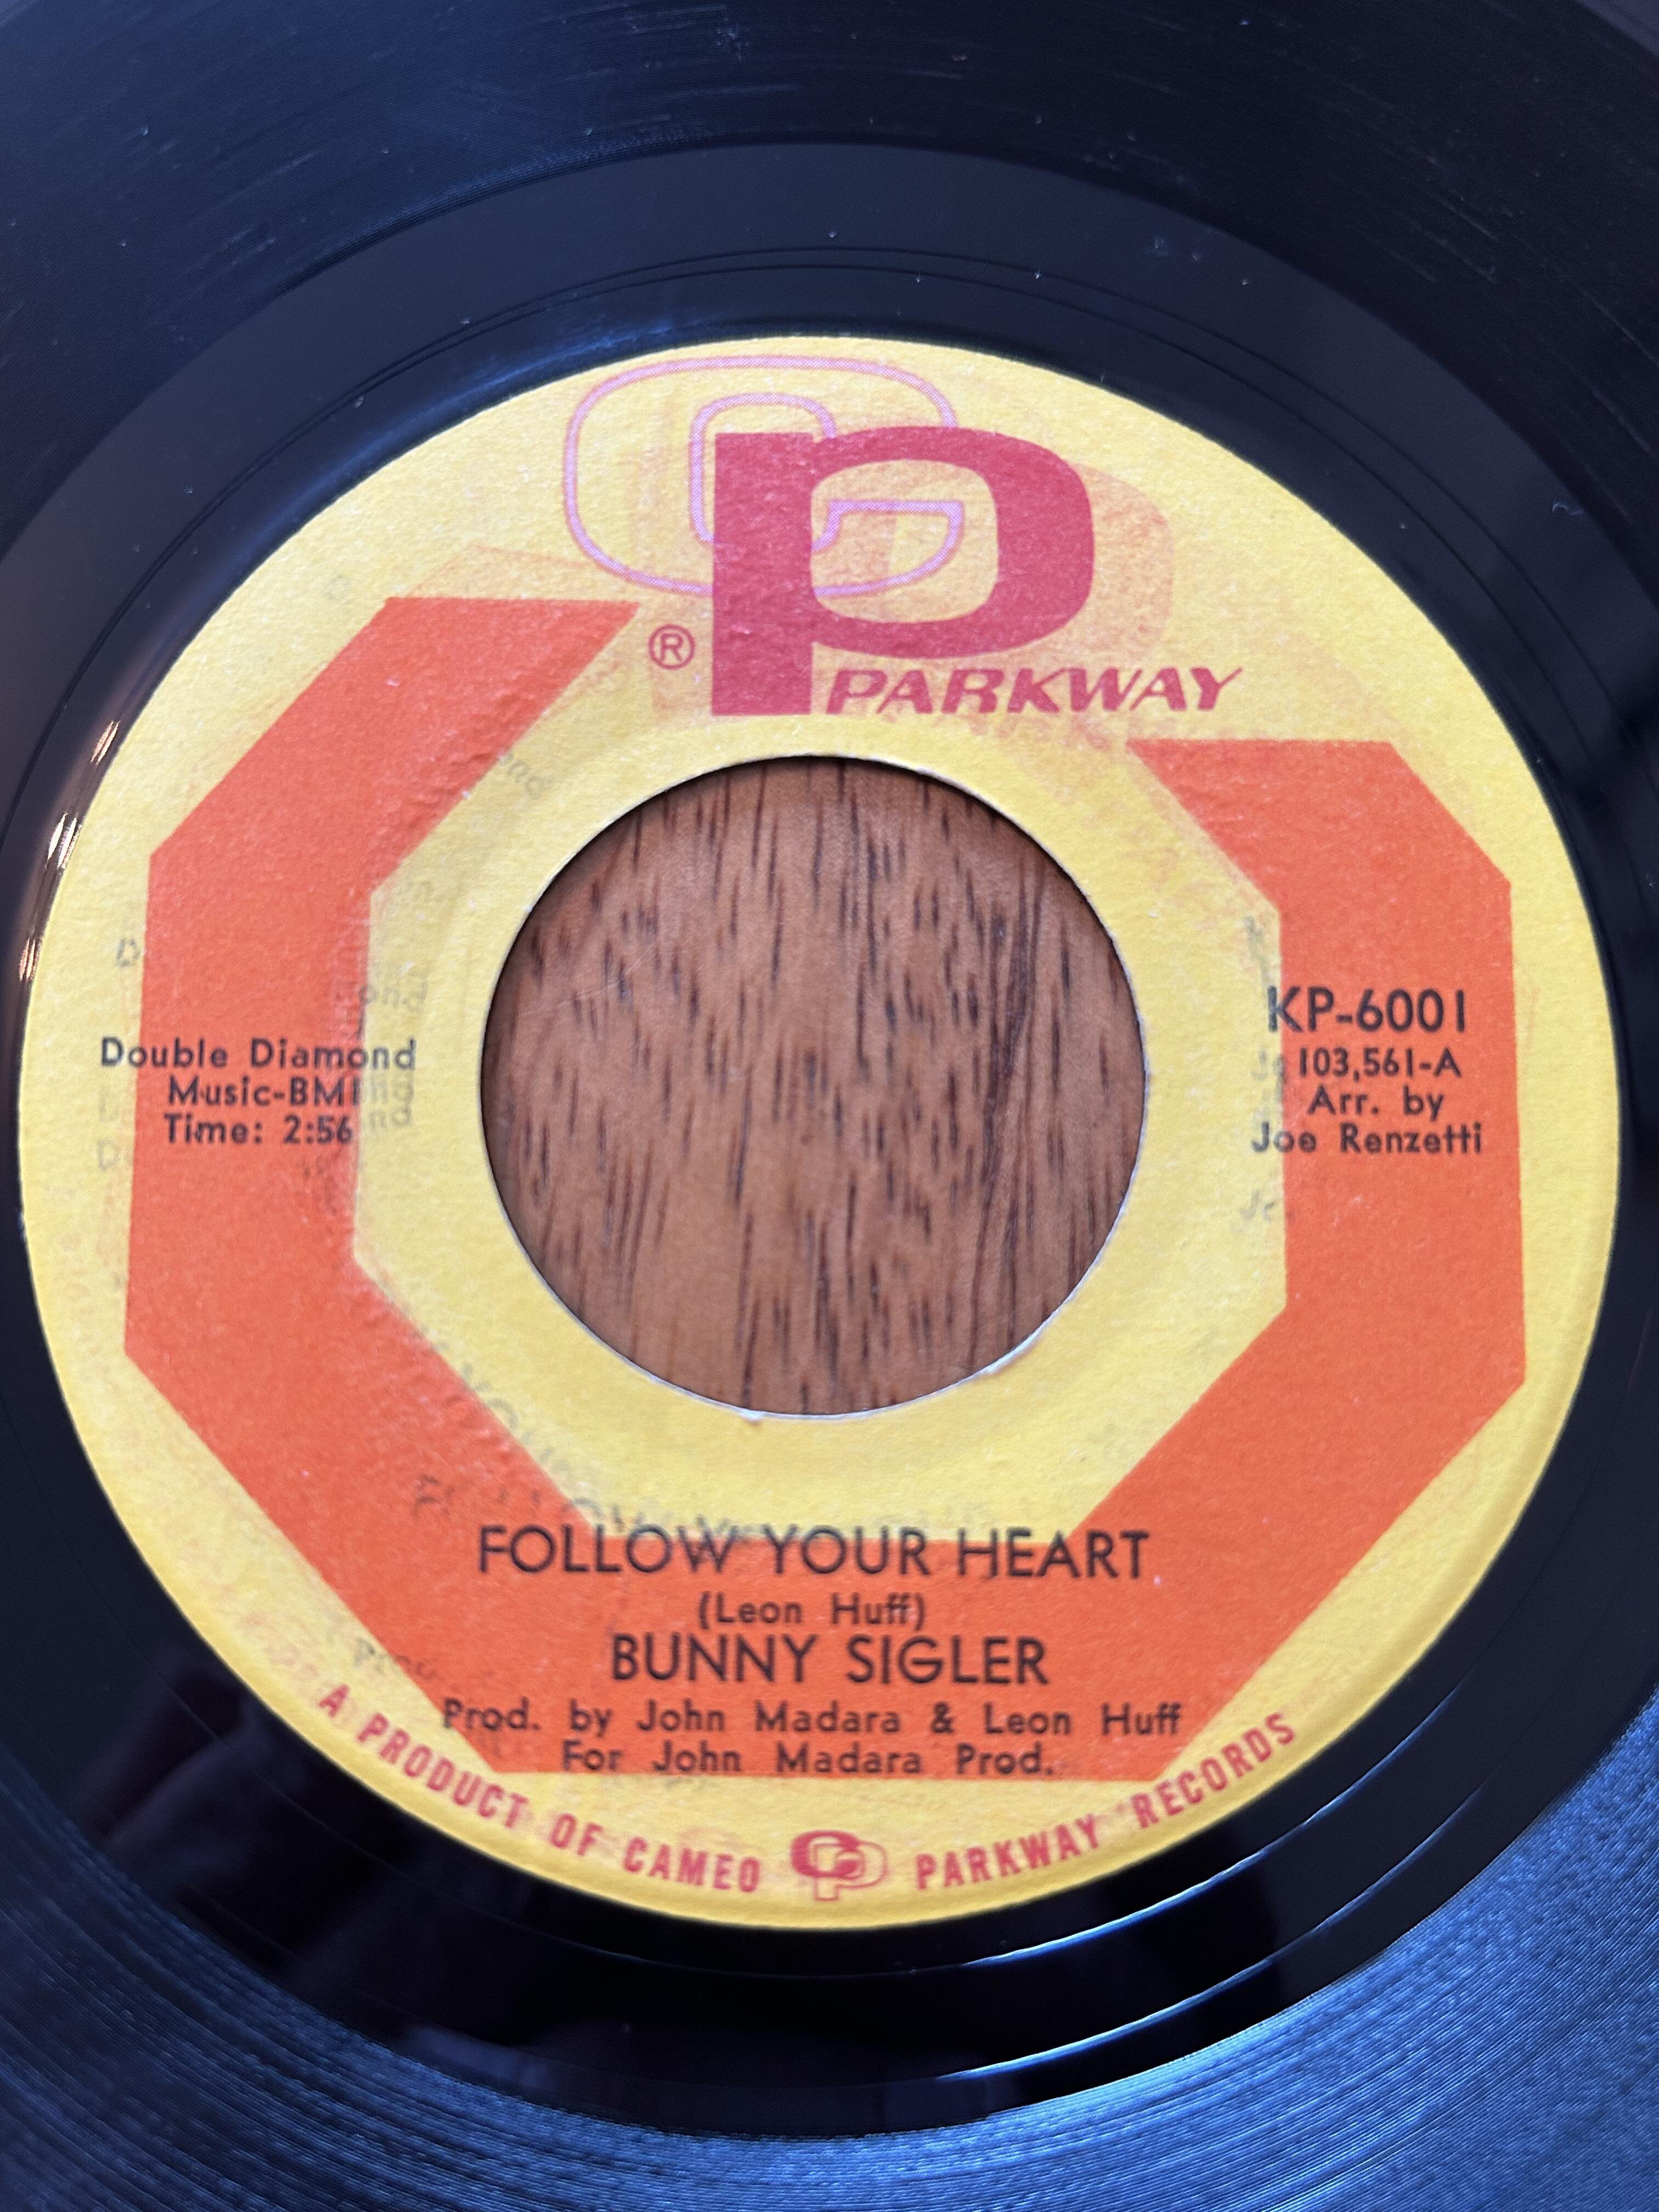 CP
®
PARKWAY
Double Diamond
Music-BMI
Time: 2:56
KP-6001
103,561-A
Arr. by
Joe Renzetti
FOLLOW YOUR HEART
(Leon Huff)
BUNNY SIGLER
Prod. by John Madara & Leon Huff
For John Madara Prod.
A PRODUCT OF CAMEO CP PARKWAY RECORDS